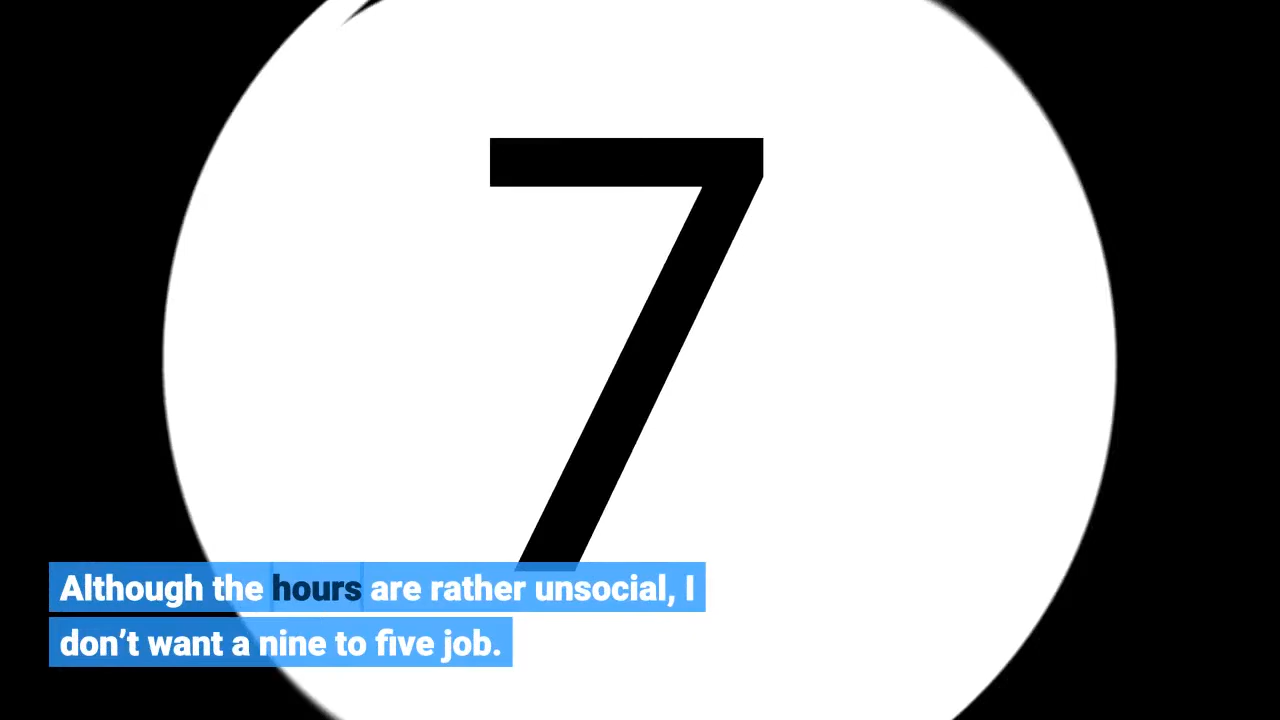 7
Although the hours are rather unsocial, I
don’t want a nine to five job.